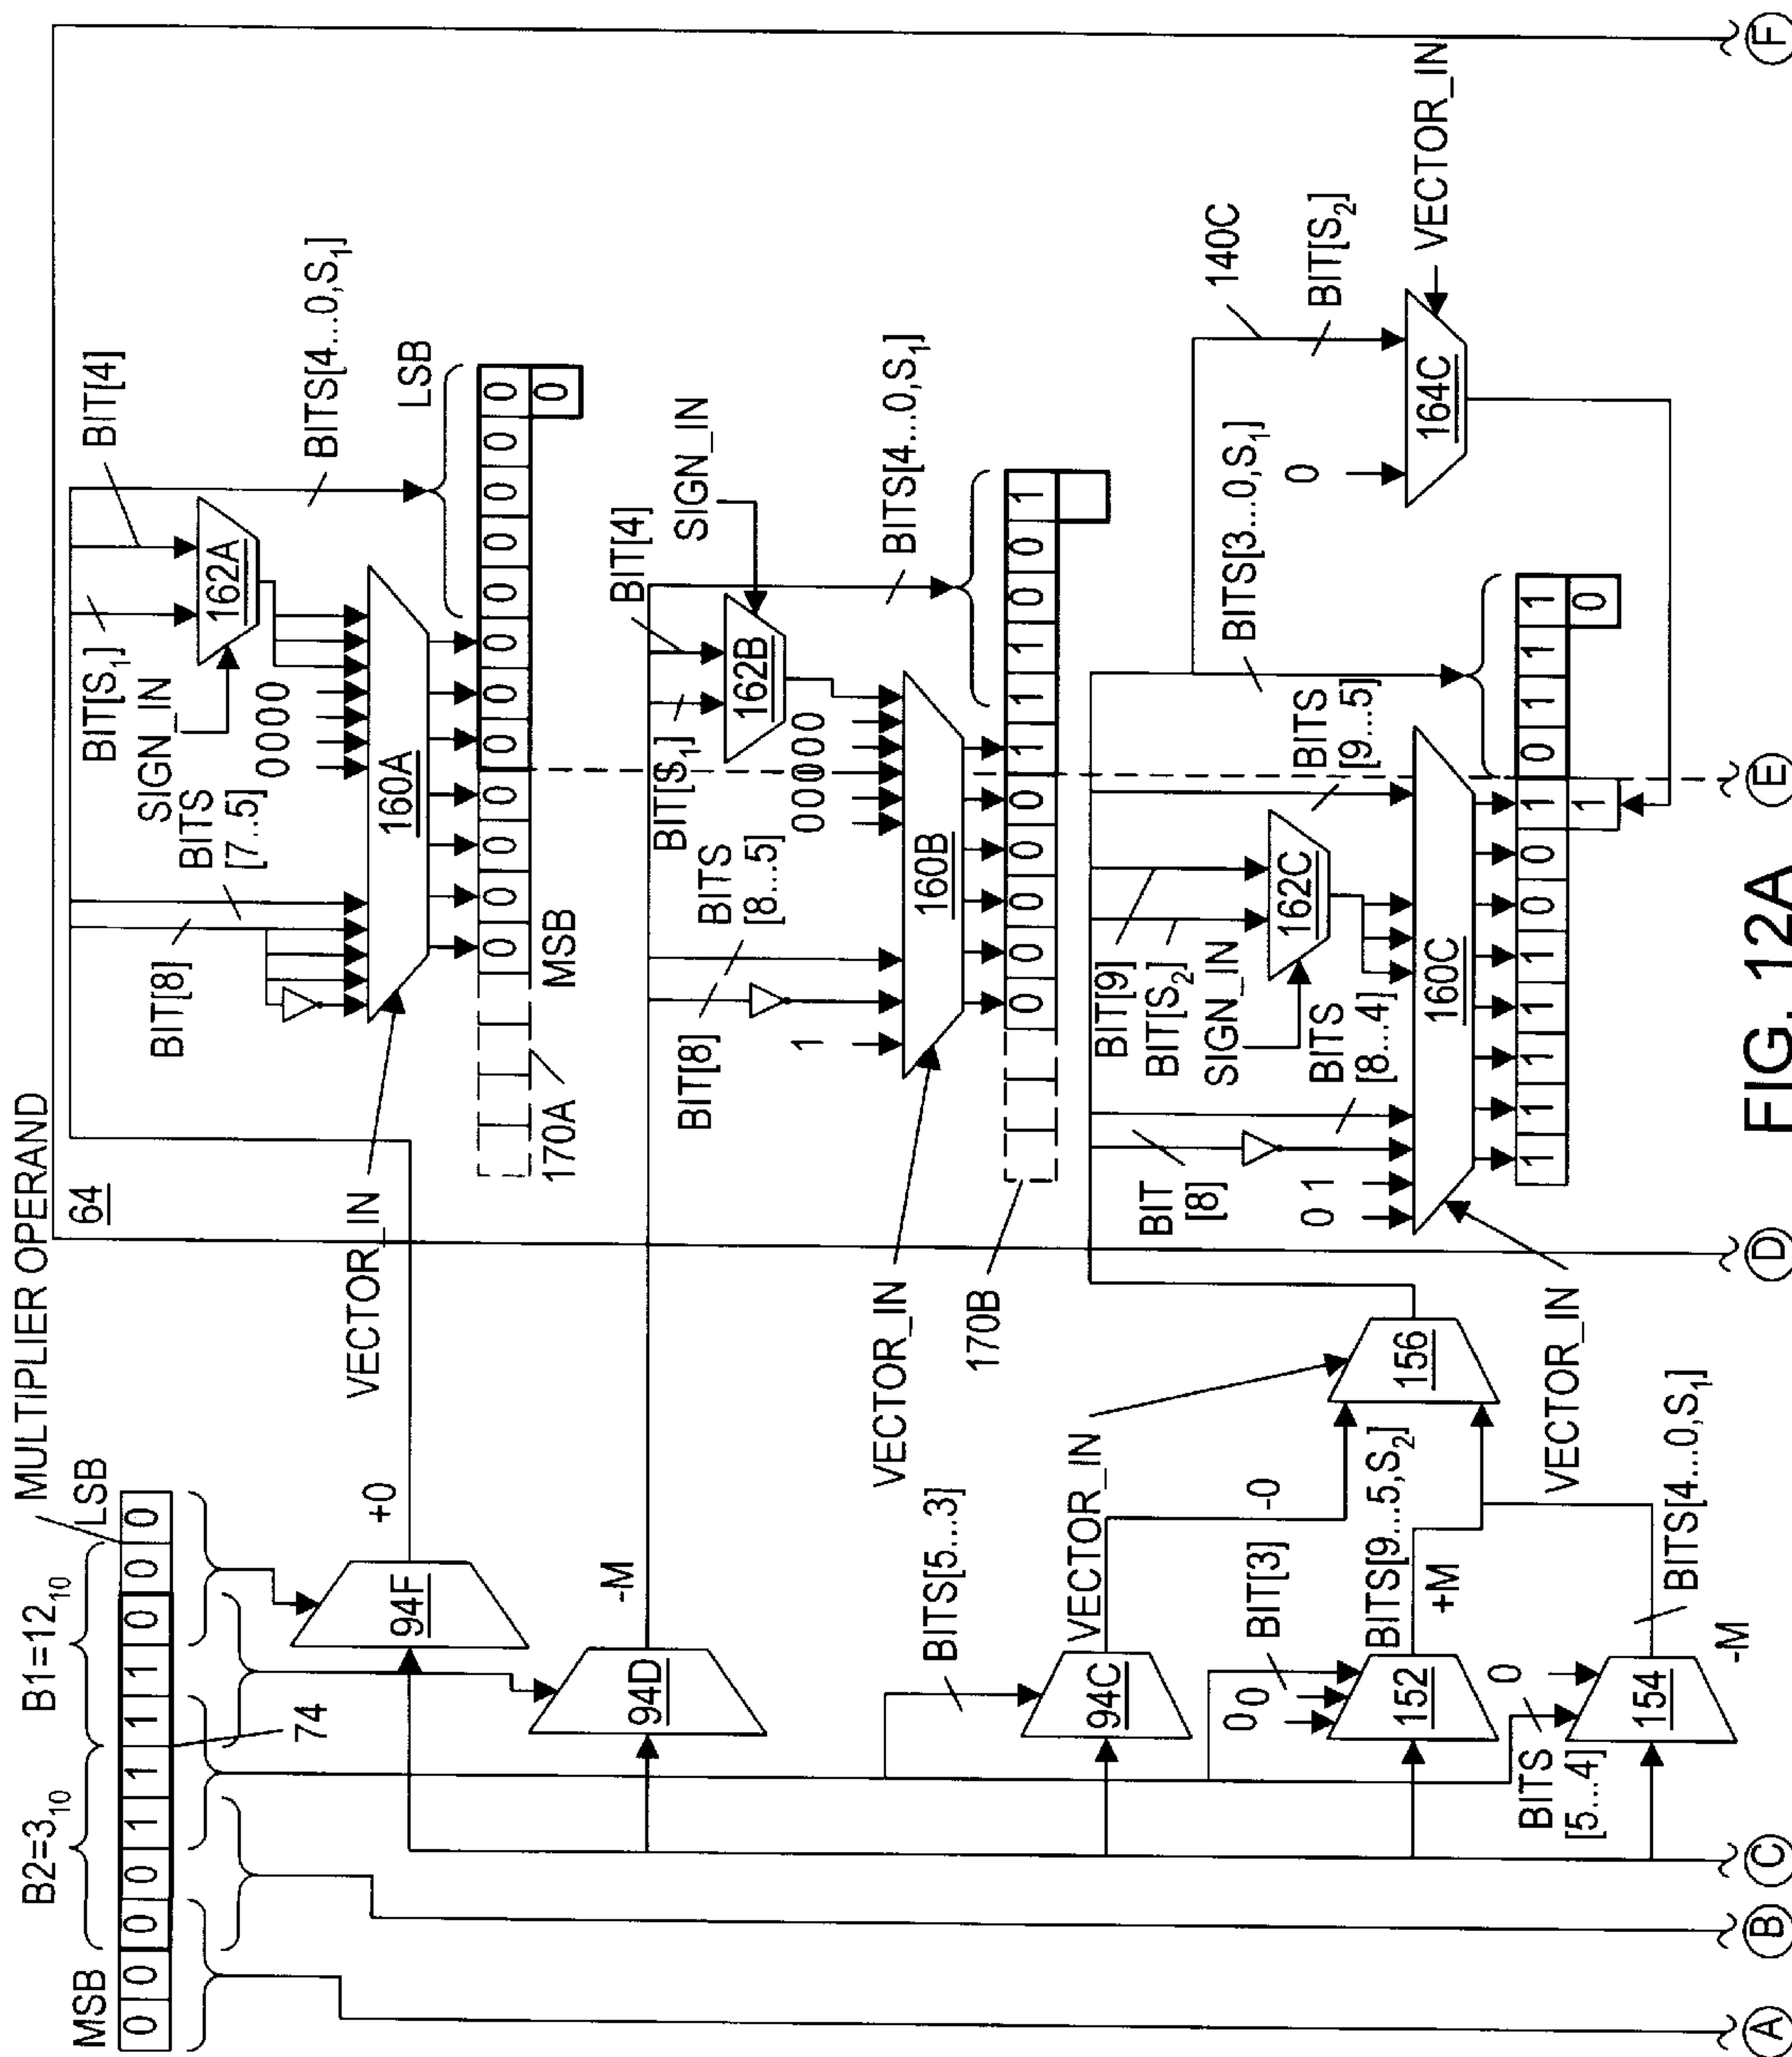 MULTIPLIER OPERAND
B2=3₁₀ B1=12₁₀
MSB LSB
0 0 0 0 1 1 1 1 0 0 0
74
64
94F
+0
94D
-M
BITS[5...3]
94C
VECTOR_IN
-0
0 0
BIT[3]
152
BITS[9...5,S₂]
+M
BITS
[5...4]
0
154
BITS[4...0,S₁]
-M
156
VECTOR_IN
BIT[8]
BITS
[7..5]
SIGN_IN
0000
BIT[S₁]
BIT[4]
162A
160A
BITS[4...0,S₁]
LSB
0 0 0 0 0 0 0 0 0 0 0 0
0
MSB
170A
VECTOR_IN
BIT[8]
1
BITS
[8...5]
BIT[S₁]
BIT[4]
SIGN_IN
162B
160B
BITS[4...0,S₁]
0 0 0 0 0 1 1 1 0 0 1
170B
VECTOR_IN
BIT
[8]
0 1
BITS
[8...4]
SIGN_IN
BIT[S₂]
BIT[9]
162C
160C
BITS
[9...5]
BITS[3...0,S₁]
0
140C
BIT[S₂]
164C
VECTOR_IN
1 1 1 1 1 0 0 1 0 1 1 1
1 0
A B C D E F
FIG. 12A